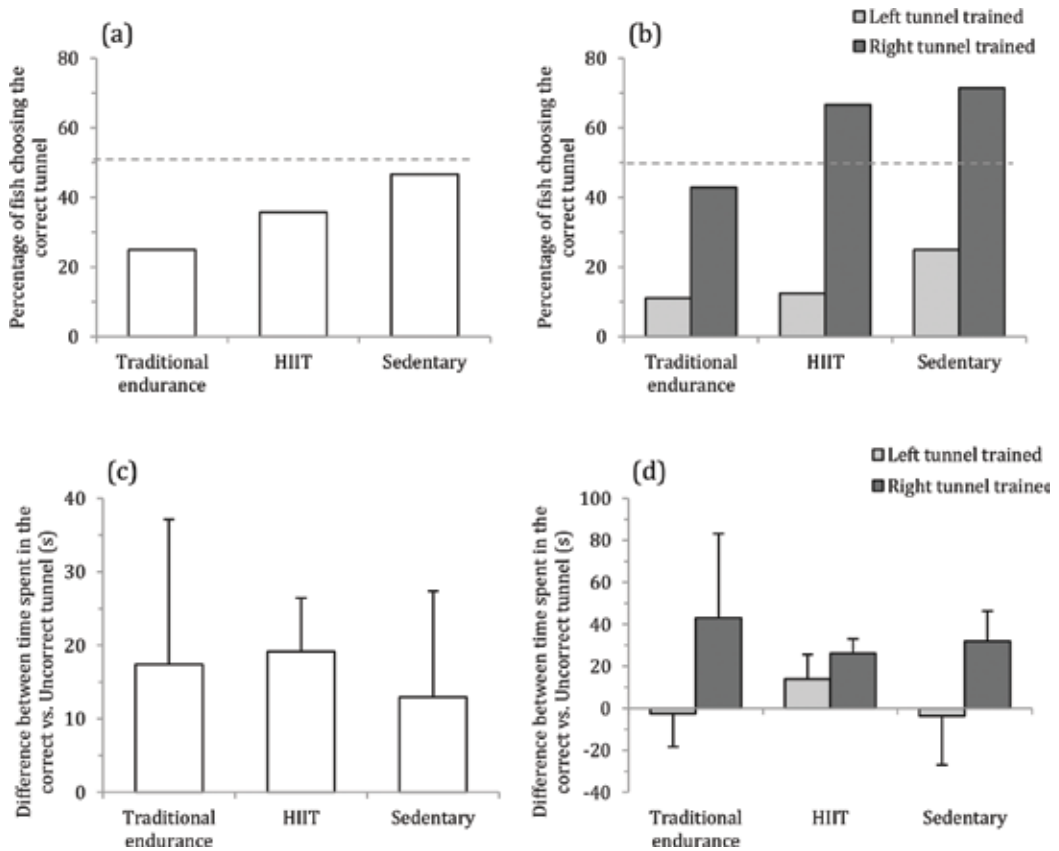 (a)
Percentage of fish choosing the
correct tunnel
80
60
40
20
0
Traditional
endurance
HIIT
Sedentary
(b)
Left tunnel trained
Right tunnel trained
Percentage of fish choosing the
correct tunnel
80
60
40
20
0
Traditional
endurance
HIIT
Sedentary
(c)
Difference between time spent in the
correct vs. Uncorrect tunnel (s)
40
30
20
10
0
Traditional
endurance
HIIT
Sedentary
(d)
Left tunnel trained
Right tunnel trained
Difference between time spent in the
correct vs. Uncorrect tunnel (s)
100
80
60
40
20
0
-20
-40
Traditional
endurance
HIIT
Sedentary